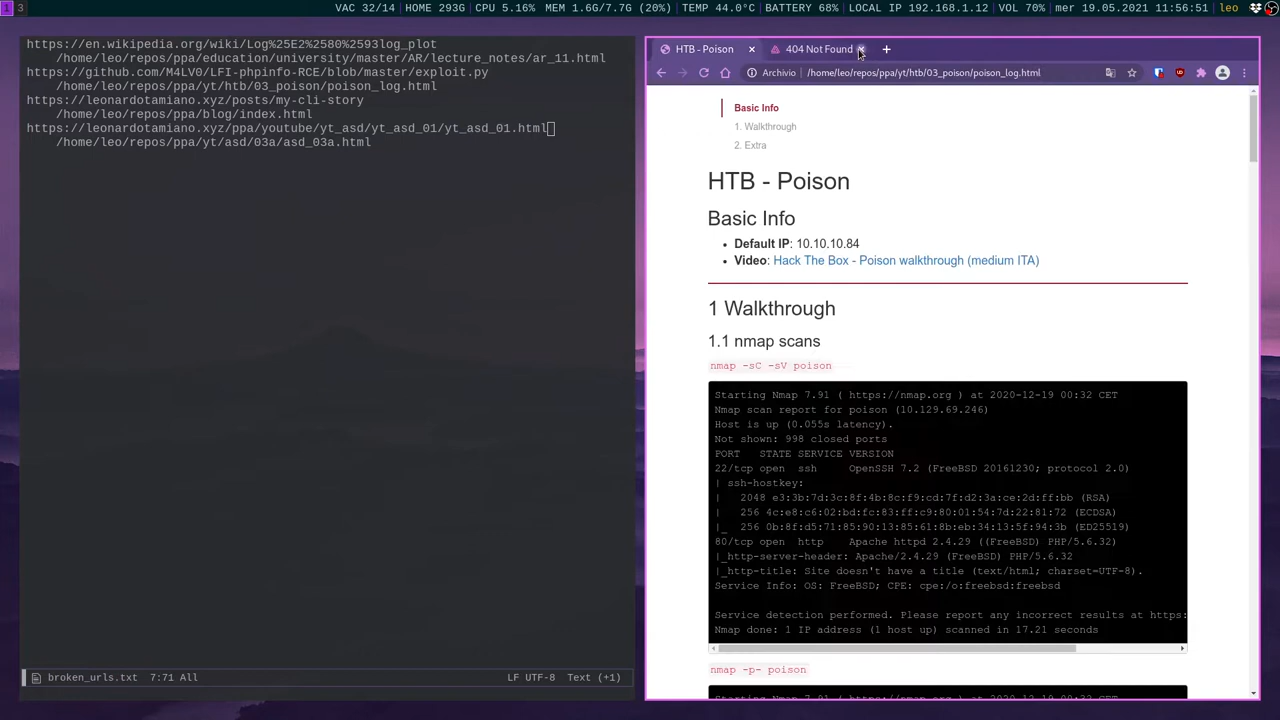 1 3 VAC 32/14 | HOME 293G | CPU 5.16% | MEM 1.6G/7.7G (20%) | TEMP 44.0°C | BATTERY 68% | LOCAL IP 192.168.1.12 | VOL 70% | mer 19.05.2021 11:56:51 | leo
https://en.wikipedia.org/wiki/Log%25E2%2580%2593log_plot
/home/leo/repos/ppa/education/university/master/AR/lecture_notes/ar_11.html
https://github.com/M4LV0/LFI-phpinfo-RCE/blob/master/exploit.py
/home/leo/repos/ppa/yt/htb/03_poison/poison_log.html
https://leonardotamiano.xyz/posts/my-cli-story
/home/leo/repos/ppa/blog/index.html
https://leonardotamiano.xyz/ppa/youtube/yt_asd/yt_asd_01/yt_asd_01.html
/home/leo/repos/ppa/yt/asd/03a/asd_03a.html
broken_urls.txt 7:71 All LF UTF-8 Text (+1)
HTB - Poison 404 Not Found
Archivio | /home/leo/repos/ppa/yt/htb/03_poison/poison_log.html
Basic Info
1. Walkthrough
2. Extra
HTB - Poison
Basic Info
• Default IP: 10.10.10.84
• Video: Hack The Box - Poison walkthrough (medium ITA)
1 Walkthrough
1.1 nmap scans
nmap -sC -sV poison
Starting Nmap 7.91 ( https://nmap.org ) at 2020-12-19 00:32 CET
Nmap scan report for poison (10.129.69.246)
Host is up (0.055s latency).
Not shown: 998 closed ports
PORT STATE SERVICE VERSION
22/tcp open ssh OpenSSH 7.2 (FreeBSD 20161230; protocol 2.0)
| ssh-hostkey:
| 2048 e3:3b:7d:3c:8f:4b:8c:f9:cd:7f:d2:3a:ce:2d:ff:bb (RSA)
| 256 4c:e8:c6:02:bd:fc:83:ff:c9:80:01:54:7d:22:81:72 (ECDSA)
|_ 256 0b:8f:d5:71:85:90:13:85:61:8b:eb:34:13:5f:94:3b (ED25519)
80/tcp open http Apache httpd 2.4.29 ((FreeBSD) PHP/5.6.32)
|_http-server-header: Apache/2.4.29 (FreeBSD) PHP/5.6.32
|_http-title: Site doesn't have a title (text/html; charset=UTF-8).
Service Info: OS: FreeBSD; CPE: cpe:/o:freebsd:freebsd
Service detection performed. Please report any incorrect results at https:
Nmap done: 1 IP address (1 host up) scanned in 17.21 seconds
nmap -p- poison
Starting Nmap 7.91 ( https://nmap.org ) at 2020-12-19 00:32 CET